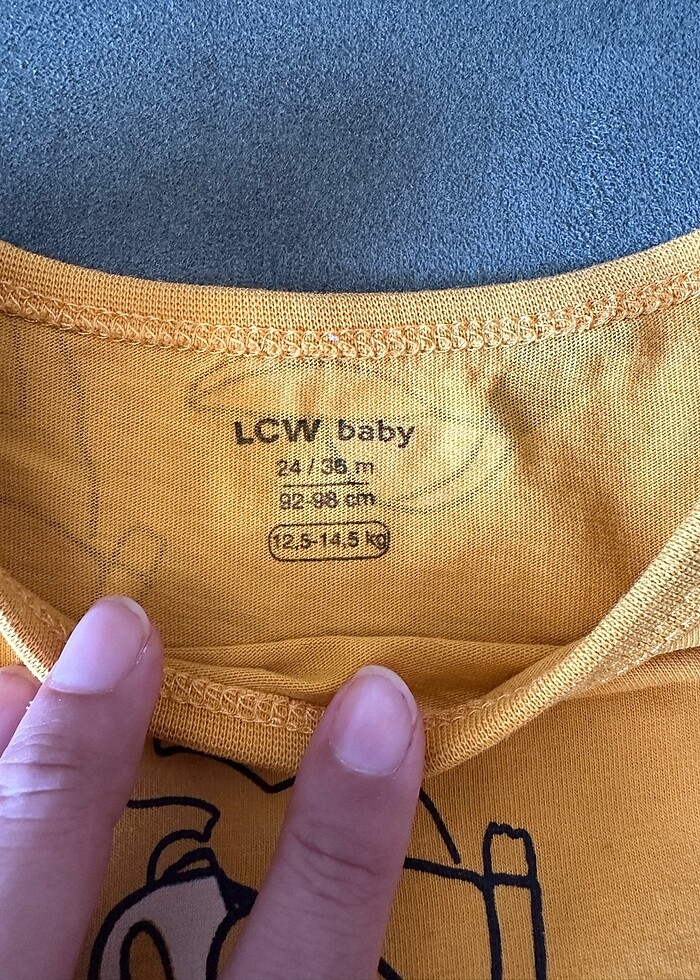 LCW baby
24 / 36 m
92-98 cm
12,5-14,5 kg